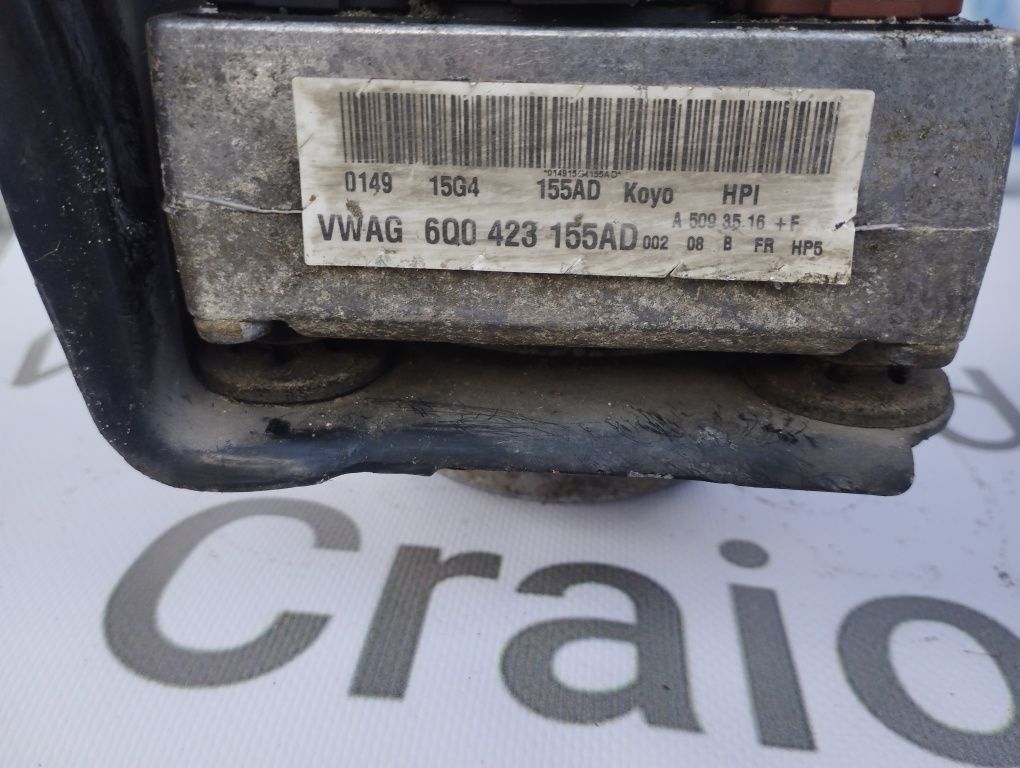 *014915G4155AD*
0149 15G4 155AD Koyo HPI
A 509 35.16 + F
VWAG 6Q0 423 155AD 002 08 B FR HP5
Craio